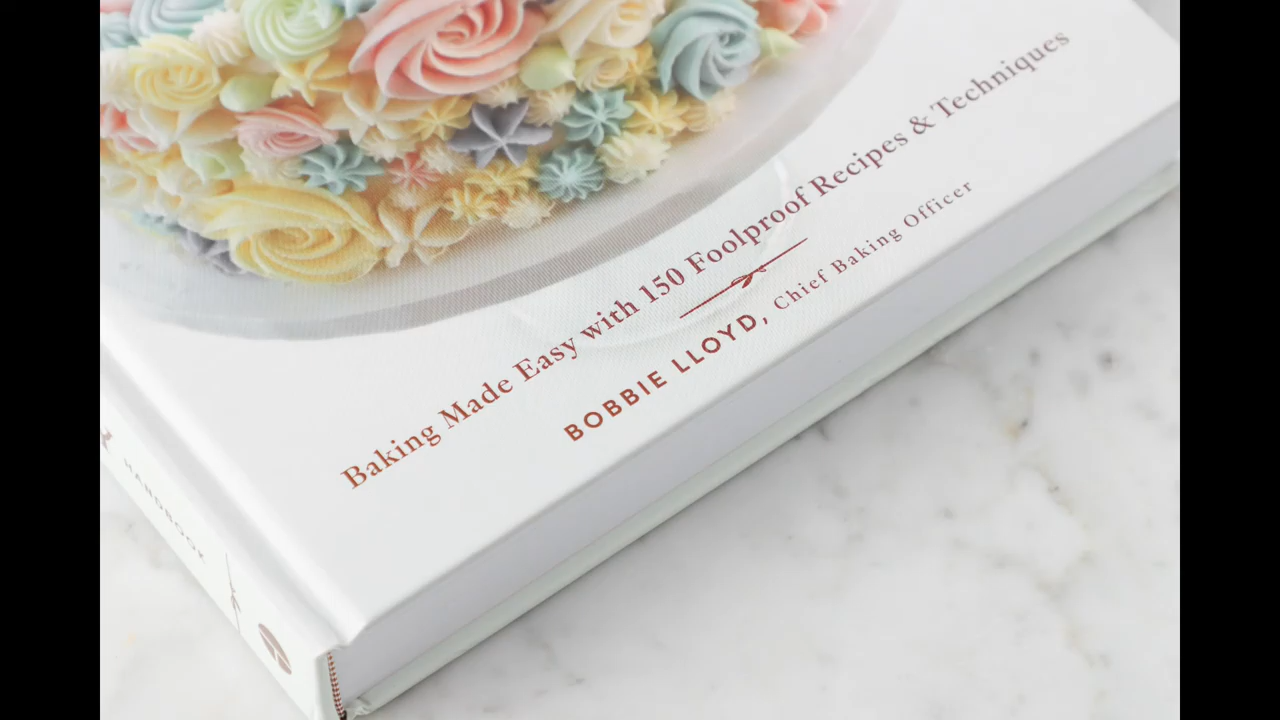 Baking Made Easy with 150 Foolproof Recipes & Techniques
BOBBIE LLOYD, Chief Baking Officer
HANDBOOK